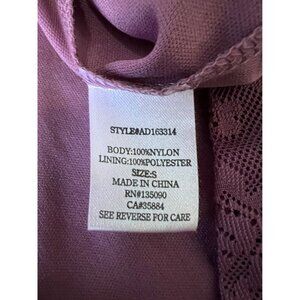 STYLE#AD163314
BODY:100%NYLON
LINING:100%POLYESTER
SIZE:S
MADE IN CHINA
RN#135090
CA#35884
SEE REVERSE FOR CARE